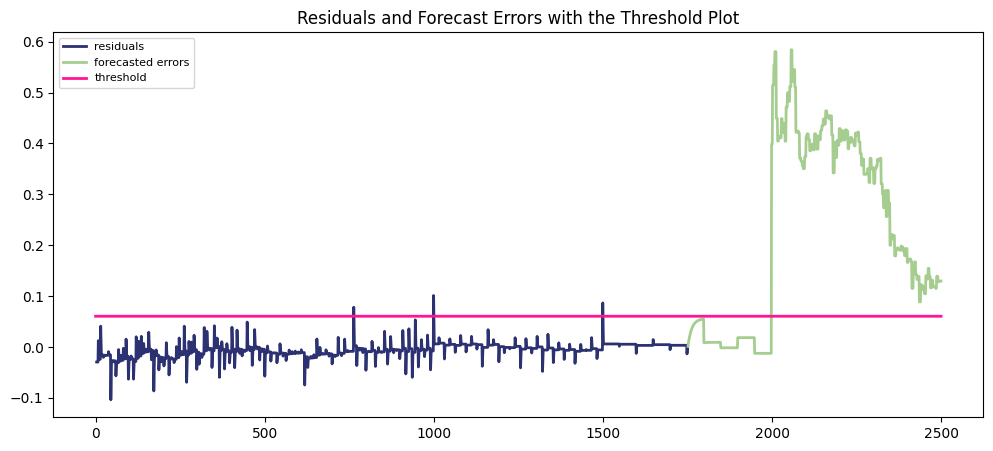 Residuals and Forecast Errors with the Threshold Plot
residuals
forecasted errors
threshold
0.6
0.5
0.4
0.3
0.2
0.1
0.0
−0.1
0 500 1000 1500 2000 2500